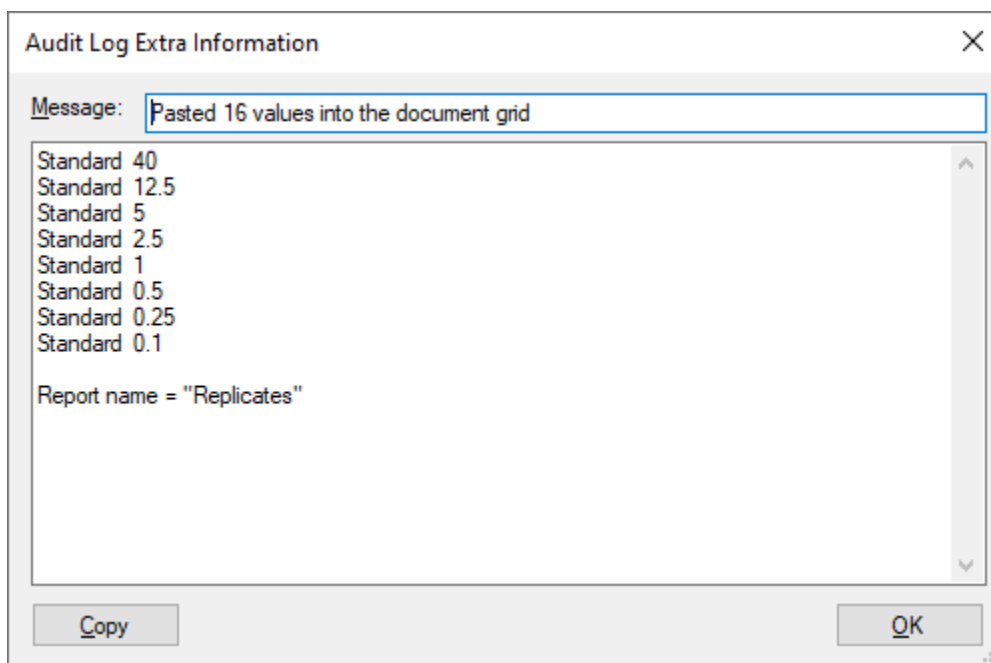 Audit Log Extra Information
Message: Pasted 16 values into the document grid
Standard 40
Standard 12.5
Standard 5
Standard 2.5
Standard 1
Standard 0.5
Standard 0.25
Standard 0.1
Report name = "Replicates"
Copy OK